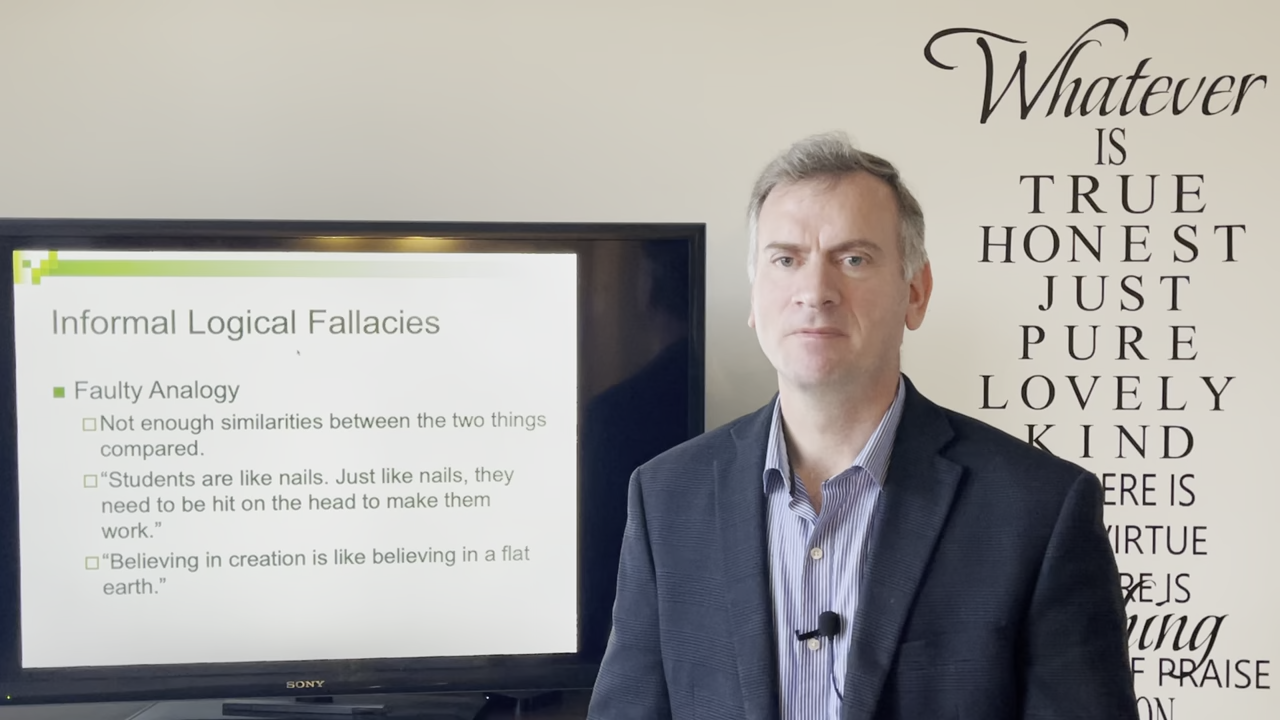 Informal Logical Fallacies
Faulty Analogy
Not enough similarities between the two things
compared.
“Students are like nails. Just like nails, they
need to be hit on the head to make them
work.”
“Believing in creation is like believing in a flat
earth.”
SONY
Whatever
IS
TRUE
HONEST
JUST
PURE
LOVELY
KIND
ERE IS
VIRTUE
RE IS
F PRAISE